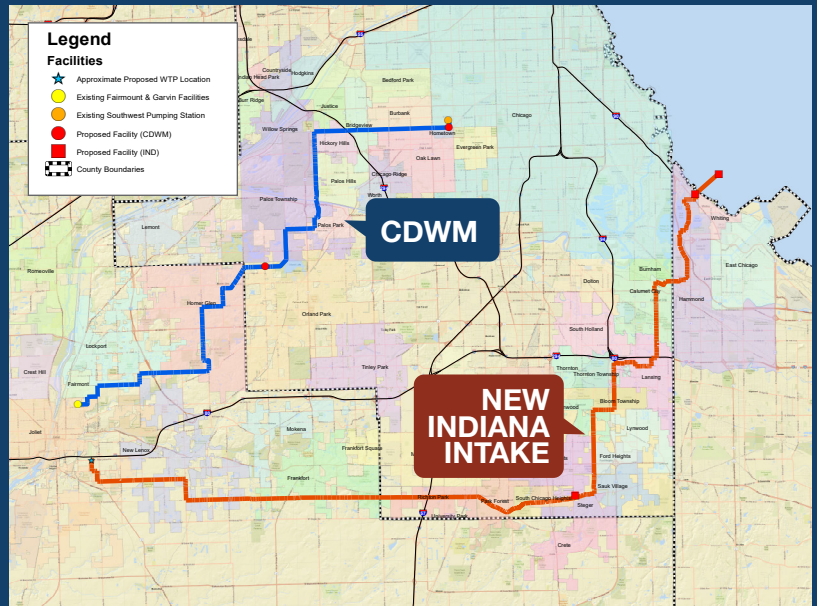 Legend
Facilities
Approximate Proposed WTP Location
Existing Fairmount & Garvin Facilities
Existing Southwest Pumping Station
Proposed Facility (CDWM)
Proposed Facility (IND)
County Boundaries
Countryside
Hodgkins
Indian Head Park
Bedford Park
Burr Ridge
Justice
Burbank
Chicago
Willow Springs
Bridgeview
Hometown
Hickory Hills
Evergreen Park
Oak Lawn
Palos Hills
Chicago Ridge
Worth
Palos Township
Palos Park
Lemont
CDWM
Whiting
East Chicago
Romeoville
Burnham
Calumet City
Dolton
Hammond
Homer Glen
Orland Park
South Holland
Lockport
Tinley Park
Thornton
Crest Hill
Thornton Township
Lansing
Fairmont
NEW
INDIANA
INTAKE
Bloom Township
Lynwood
Joliet
Mokena
New Lenox
Frankfort Square
Ford Heights
Frankfort
Sauk Village
Richton Park
Park Forest
South Chicago Heights
Steger
University Park
Crete